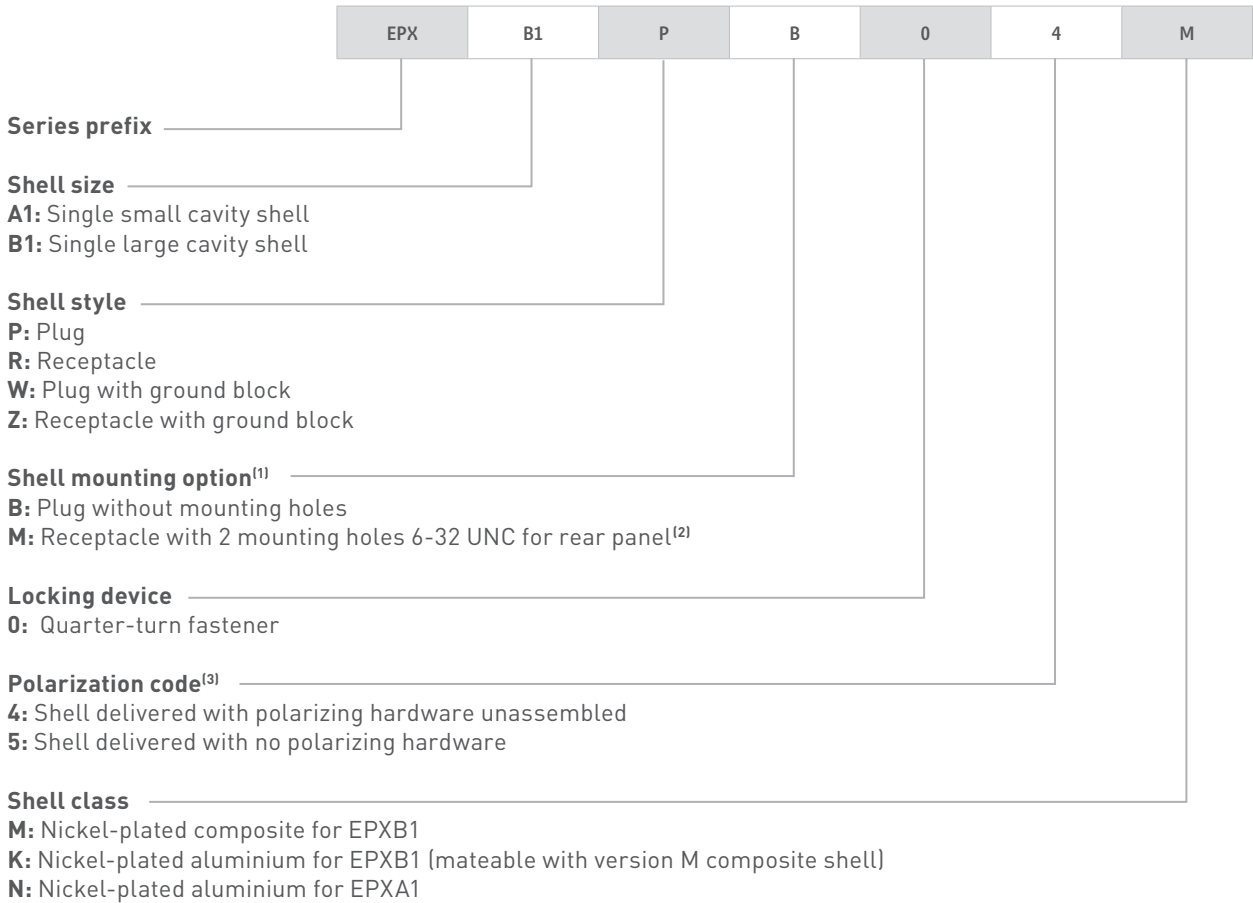 EPX B1 P B 0 4 M
Series prefix
Shell size
A1: Single small cavity shell
B1: Single large cavity shell
Shell style
P: Plug
R: Receptacle
W: Plug with ground block
Z: Receptacle with ground block
Shell mounting option(1)
B: Plug without mounting holes
M: Receptacle with 2 mounting holes 6-32 UNC for rear panel(2)
Locking device
0: Quarter-turn fastener
Polarization code(3)
4: Shell delivered with polarizing hardware unassembled
5: Shell delivered with no polarizing hardware
Shell class
M: Nickel-plated composite for EPXB1
K: Nickel-plated aluminium for EPXB1 (mateable with version M composite shell)
N: Nickel-plated aluminium for EPXA1